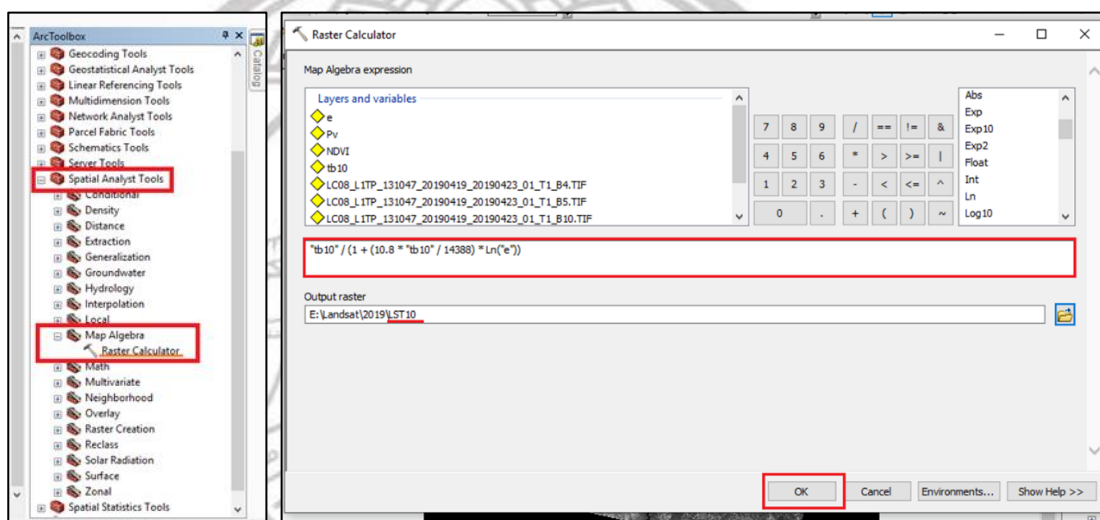 ArcToolbox
Geocoding Tools
Geostatistical Analyst Tools
Linear Referencing Tools
Multidimension Tools
Network Analyst Tools
Parcel Fabric Tools
Schematics Tools
Server Tools
Spatial Analyst Tools
Conditional
Density
Distance
Extraction
Generalization
Groundwater
Hydrology
Interpolation
Local
Map Algebra
Raster Calculator
Math
Multivariate
Neighborhood
Overlay
Raster Creation
Reclass
Solar Radiation
Surface
Zonal
Spatial Statistics Tools
Catalog
Raster Calculator
Map Algebra expression
Layers and variables
e
Pv
NDVI
tb10
LC08_L1TP_131047_20190419_20190423_01_T1_B4.TIF
LC08_L1TP_131047_20190419_20190423_01_T1_B5.TIF
LC08_L1TP_131047_20190419_20190423_01_T1_B10.TIF
7 8 9 / == != &
4 5 6 * > >= |
1 2 3 - < <= ^
0 . + ( ) ~
Abs
Exp
Exp10
Exp2
Float
Int
Ln
Log10
"tb10" / (1 + (10.8 * "tb10" / 14388) * Ln("e"))
Output raster
E:\Landsat\2019\LST10
OK Cancel Environments... Show Help >>